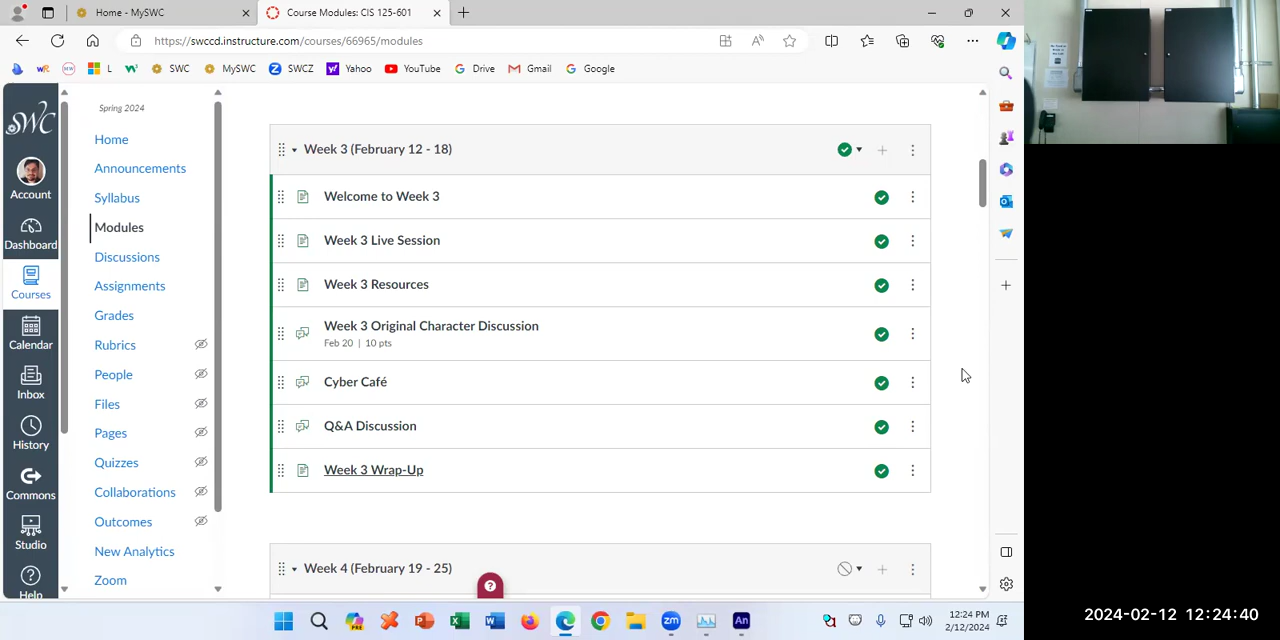 Home - MySWC
Course Modules: CIS 125-601
https://swccd.instructure.com/courses/66965/modules
L
SWC
MySWC
SWCZ
Yahoo
YouTube
Drive
Gmail
Google
SWC
Account
Dashboard
Courses
Calendar
Inbox
History
Commons
Studio
Help
Spring 2024
Home
Announcements
Syllabus
Modules
Discussions
Assignments
Grades
Rubrics
People
Files
Pages
Quizzes
Collaborations
Outcomes
New Analytics
Zoom
Week 3 (February 12 - 18)
Welcome to Week 3
Week 3 Live Session
Week 3 Resources
Week 3 Original Character Discussion
Feb 20 | 10 pts
Cyber Café
Q&A Discussion
Week 3 Wrap-Up
Week 4 (February 19 - 25)
12:24 PM
2/12/2024
2024-02-12 12:24:40